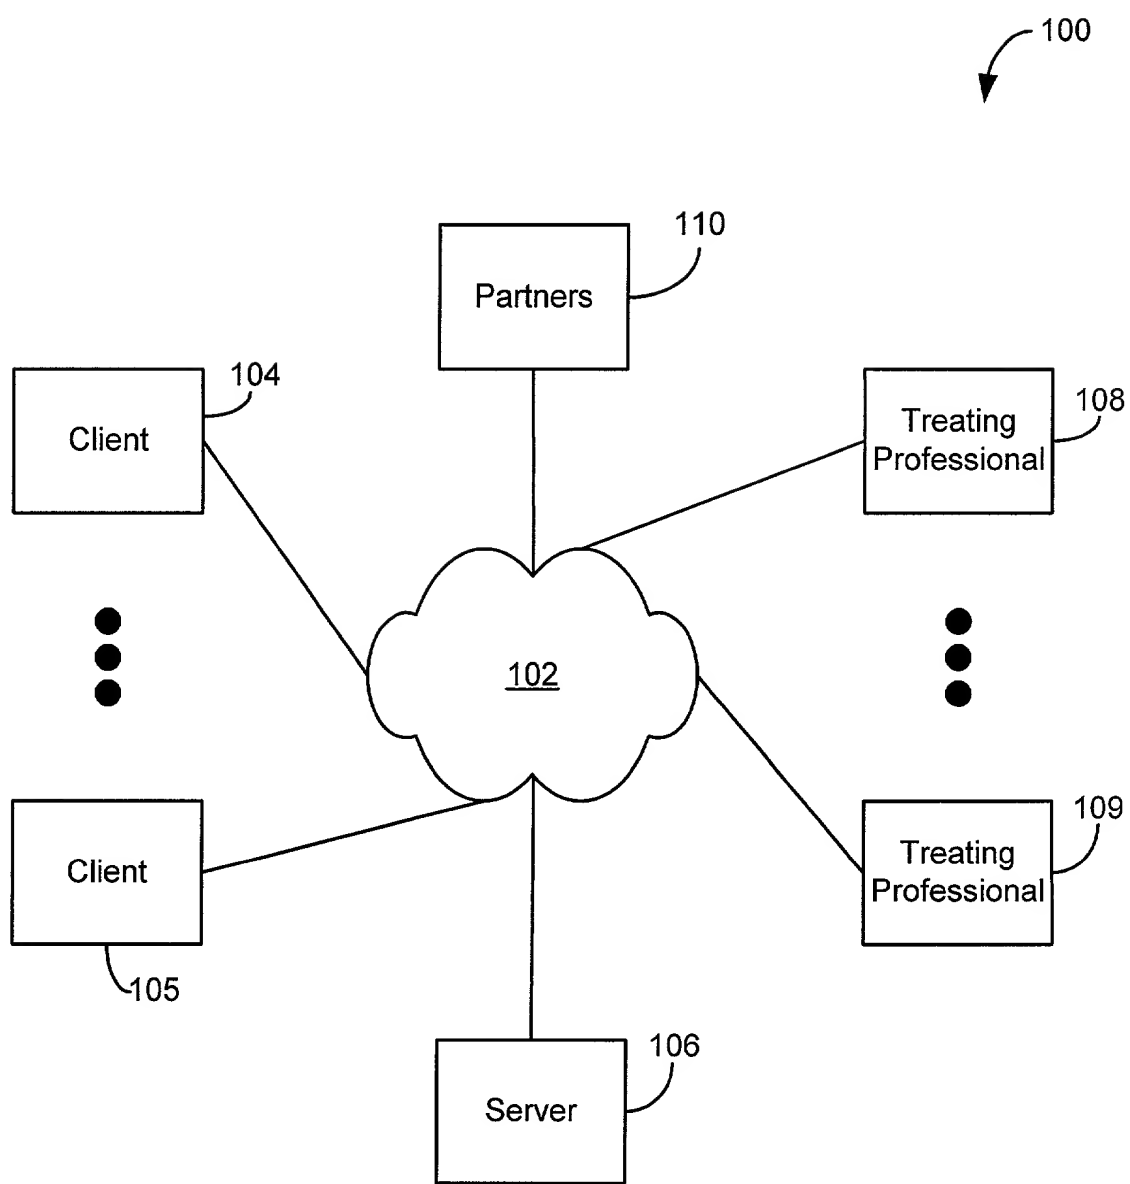 100
110
Partners
104
Client
108
Treating
Professional
102
109
Treating
Professional
Client
105
106
Server